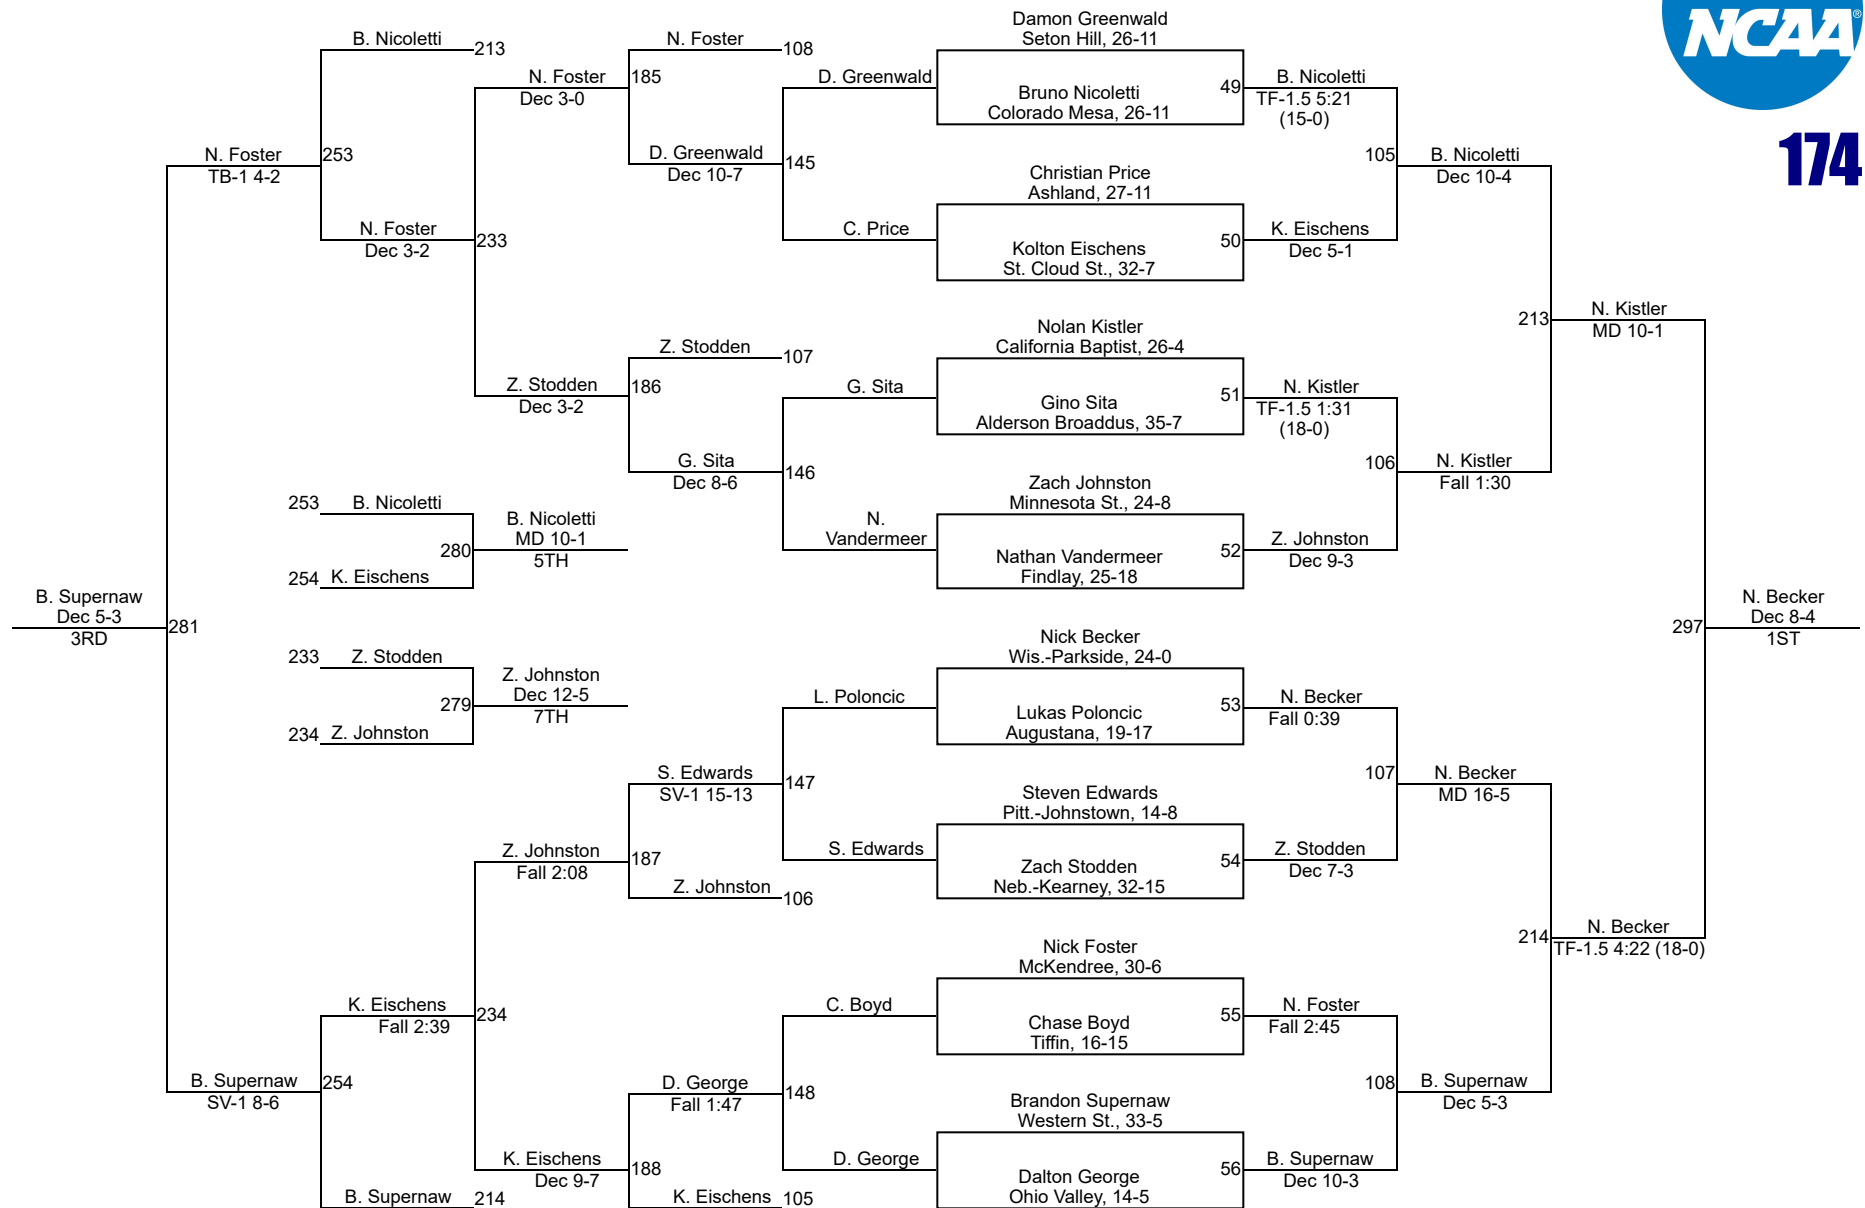 NCAA®
174
B. Nicoletti
213
N. Foster
TB-1 4-2
253
N. Foster
Dec 3-2
233
N. Foster
Dec 3-0
185
N. Foster
108
D. Greenwald
Dec 10-7
145
D. Greenwald
C. Price
Z. Stodden
Dec 3-2
186
Z. Stodden
107
G. Sita
Dec 8-6
146
G. Sita
N.
Vandermeer
253
B. Nicoletti
254
K. Eischens
280
B. Nicoletti
MD 10-1
5TH
B. Supernaw
Dec 5-3
3RD
281
233
Z. Stodden
234
Z. Johnston
279
Z. Johnston
Dec 12-5
7TH
L. Poloncic
S. Edwards
SV-1 15-13
147
S. Edwards
Z. Johnston
Fall 2:08
187
Z. Johnston
106
K. Eischens
Fall 2:39
234
C. Boyd
D. George
Fall 1:47
148
D. George
B. Supernaw
SV-1 8-6
254
K. Eischens
Dec 9-7
188
K. Eischens
105
B. Supernaw
214
Damon Greenwald
Seton Hill, 26-11
Bruno Nicoletti
Colorado Mesa, 26-11
49
Christian Price
Ashland, 27-11
Kolton Eischens
St. Cloud St., 32-7
50
Nolan Kistler
California Baptist, 26-4
Gino Sita
Alderson Broaddus, 35-7
51
Zach Johnston
Minnesota St., 24-8
Nathan Vandermeer
Findlay, 25-18
52
Nick Becker
Wis.-Parkside, 24-0
Lukas Poloncic
Augustana, 19-17
53
Steven Edwards
Pitt.-Johnstown, 14-8
Zach Stodden
Neb.-Kearney, 32-15
54
Nick Foster
McKendree, 30-6
Chase Boyd
Tiffin, 16-15
55
Brandon Supernaw
Western St., 33-5
Dalton George
Ohio Valley, 14-5
56
B. Nicoletti
TF-1.5 5:21
(15-0)
105
K. Eischens
Dec 5-1
B. Nicoletti
Dec 10-4
N. Kistler
TF-1.5 1:31
(18-0)
106
Z. Johnston
Dec 9-3
N. Kistler
Fall 1:30
213
N. Kistler
MD 10-1
N. Becker
Fall 0:39
107
Z. Stodden
Dec 7-3
N. Becker
MD 16-5
N. Foster
Fall 2:45
108
B. Supernaw
Dec 10-3
B. Supernaw
Dec 5-3
214
N. Becker
TF-1.5 4:22 (18-0)
297
N. Becker
Dec 8-4
1ST